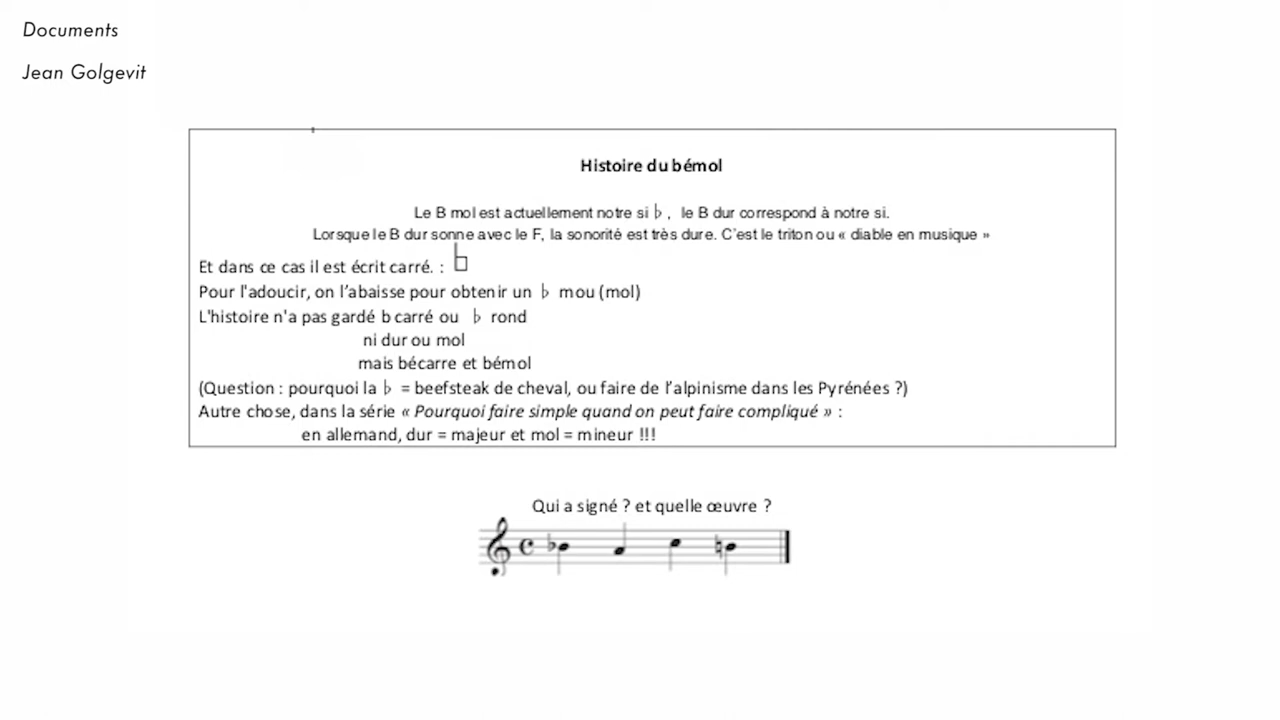 Documents
Jean Golgevit
Histoire du bémol
Le B mol est actuellement notre si ♭, le B dur correspond à notre si.
Lorsque le B dur sonne avec le F, la sonorité est très dure. C'est le triton ou « diable en musique »
Et dans ce cas il est écrit carré. :
Pour l'adoucir, on l'abaisse pour obtenir un ♭ mou (mol)
L'histoire n'a pas gardé b carré ou ♭ rond
ni dur ou mol
mais bécarre et bémol
(Question : pourquoi la ♭ = beefsteak de cheval, ou faire de l'alpinisme dans les Pyrénées ?)
Autre chose, dans la série « Pourquoi faire simple quand on peut faire compliqué » :
en allemand, dur = majeur et mol = mineur !!!
Qui a signé ? et quelle œuvre ?